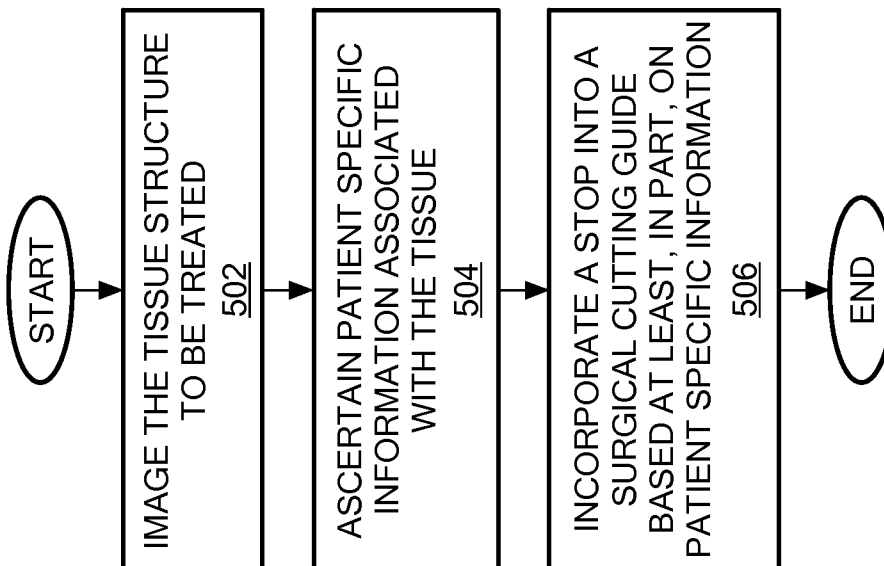 START
IMAGE THE TISSUE STRUCTURE
TO BE TREATED
502
ASCERTAIN PATIENT SPECIFIC
INFORMATION ASSOCIATED
WITH THE TISSUE
504
INCORPORATE A STOP INTO A
SURGICAL CUTTING GUIDE
BASED AT LEAST, IN PART, ON
PATIENT SPECIFIC INFORMATION
506
END